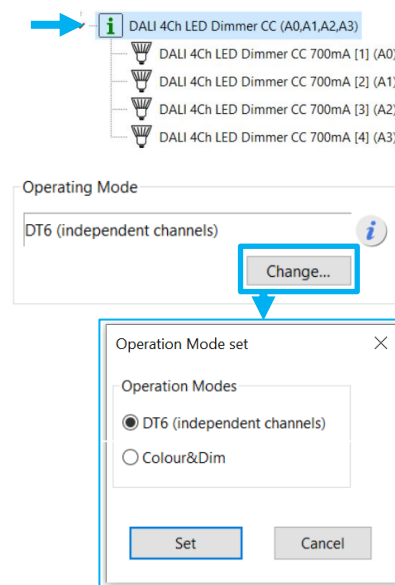 DALI 4Ch LED Dimmer CC (A0,A1,A2,A3)
DALI 4Ch LED Dimmer CC 700mA [1] (A0)
DALI 4Ch LED Dimmer CC 700mA [2] (A1)
DALI 4Ch LED Dimmer CC 700mA [3] (A2)
DALI 4Ch LED Dimmer CC 700mA [4] (A3)
Operating Mode
DT6 (independent channels)
Change...
Operation Mode set
Operation Modes
DT6 (independent channels)
Colour&Dim
Set Cancel